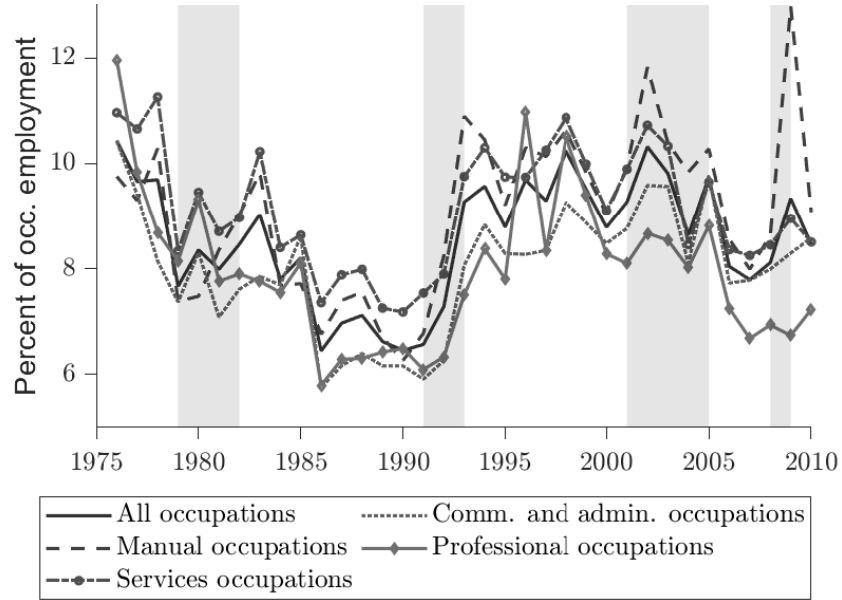 Percent of occ. employment
12
10
8
6
1975 1980 1985 1990 1995 2000 2005 2010
All occupations
Comm. and admin. occupations
Manual occupations
Professional occupations
Services occupations